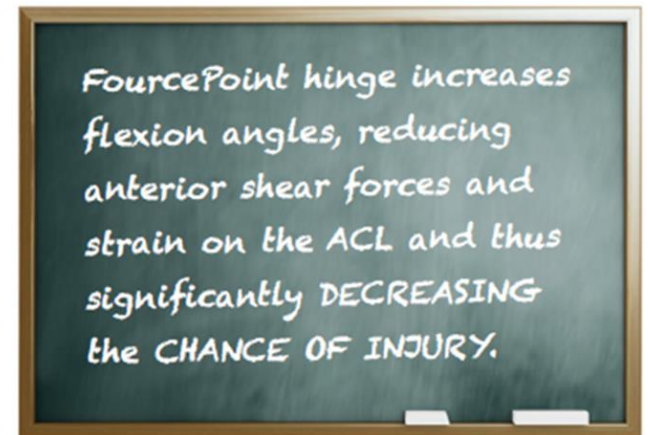 FourcePoint hinge increases
flexion angles, reducing
anterior shear forces and
strain on the ACL and thus
significantly DECREASING
the CHANCE OF INJURY.